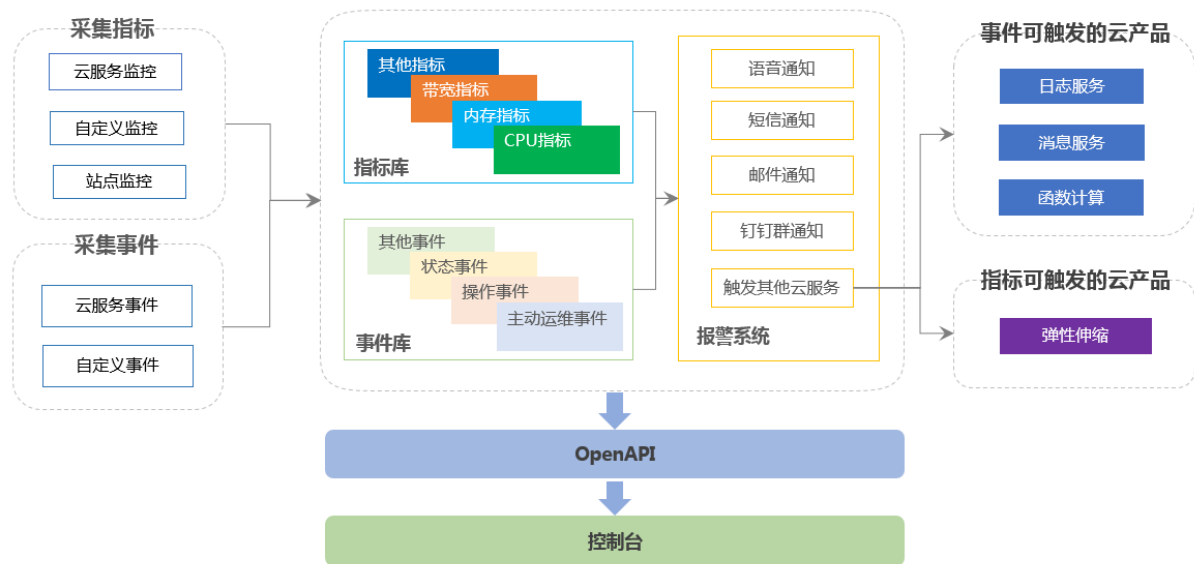 采集指标
云服务监控
自定义监控
站点监控
采集事件
云服务事件
自定义事件
其他指标
带宽指标
内存指标
CPU指标
指标库
其他事件
状态事件
操作事件
主动运维事件
事件库
语音通知
短信通知
邮件通知
钉钉群通知
触发其他云服务
报警系统
事件可触发的云产品
日志服务
消息服务
函数计算
指标可触发的云产品
弹性伸缩
OpenAPI
控制台